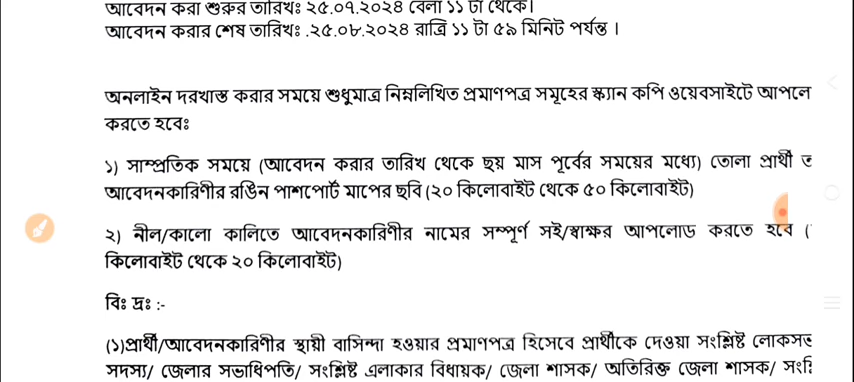 আবেদন করা শুরুর তারিখঃ ২৫.০৭.২০২৪ বেলা ১১ টা থেকে।
আবেদন করার শেষ তারিখঃ .২৫.০৮.২০২৪ রাত্রি ১১ টা ৫৯ মিনিট পর্যন্ত ।
অনলাইন দরখাস্ত করার সময়ে শুধুমাত্র নিম্নলিখিত প্রমাণপত্র সমূহের স্ক্যান কপি ওয়েবসাইটে আপলে
করতে হবেঃ
১) সাম্প্রতিক সময়ে (আবেদন করার তারিখ থেকে ছয় মাস পূর্বের সময়ের মধ্যে) তোলা প্রার্থী
আবেদনকারিণীর রঙিন পাশপোর্ট মাপের ছবি (২০ কিলোবাইট থেকে ৫০ কিলোবাইট)
২) নীল/কালো কালিতে আবেদনকারিণীর নামের সম্পূর্ণ সই/স্বাক্ষর আপলোড করতে হবে (
কিলোবাইট থেকে ২০ কিলোবাইট)
বিঃ দ্রঃ :-
(১)প্রার্থী/আবেদনকারিণীর স্থায়ী বাসিন্দা হওয়ার প্রমাণপত্র হিসেবে প্রার্থীকে দেওয়া সংশ্লিষ্ট লোকসভ
সদস্য/ জেলার সভাধিপতি/ সংশ্লিষ্ট এলাকার বিধায়ক/ জেলা শাসক/ অতিরিক্ত জেলা শাসক/